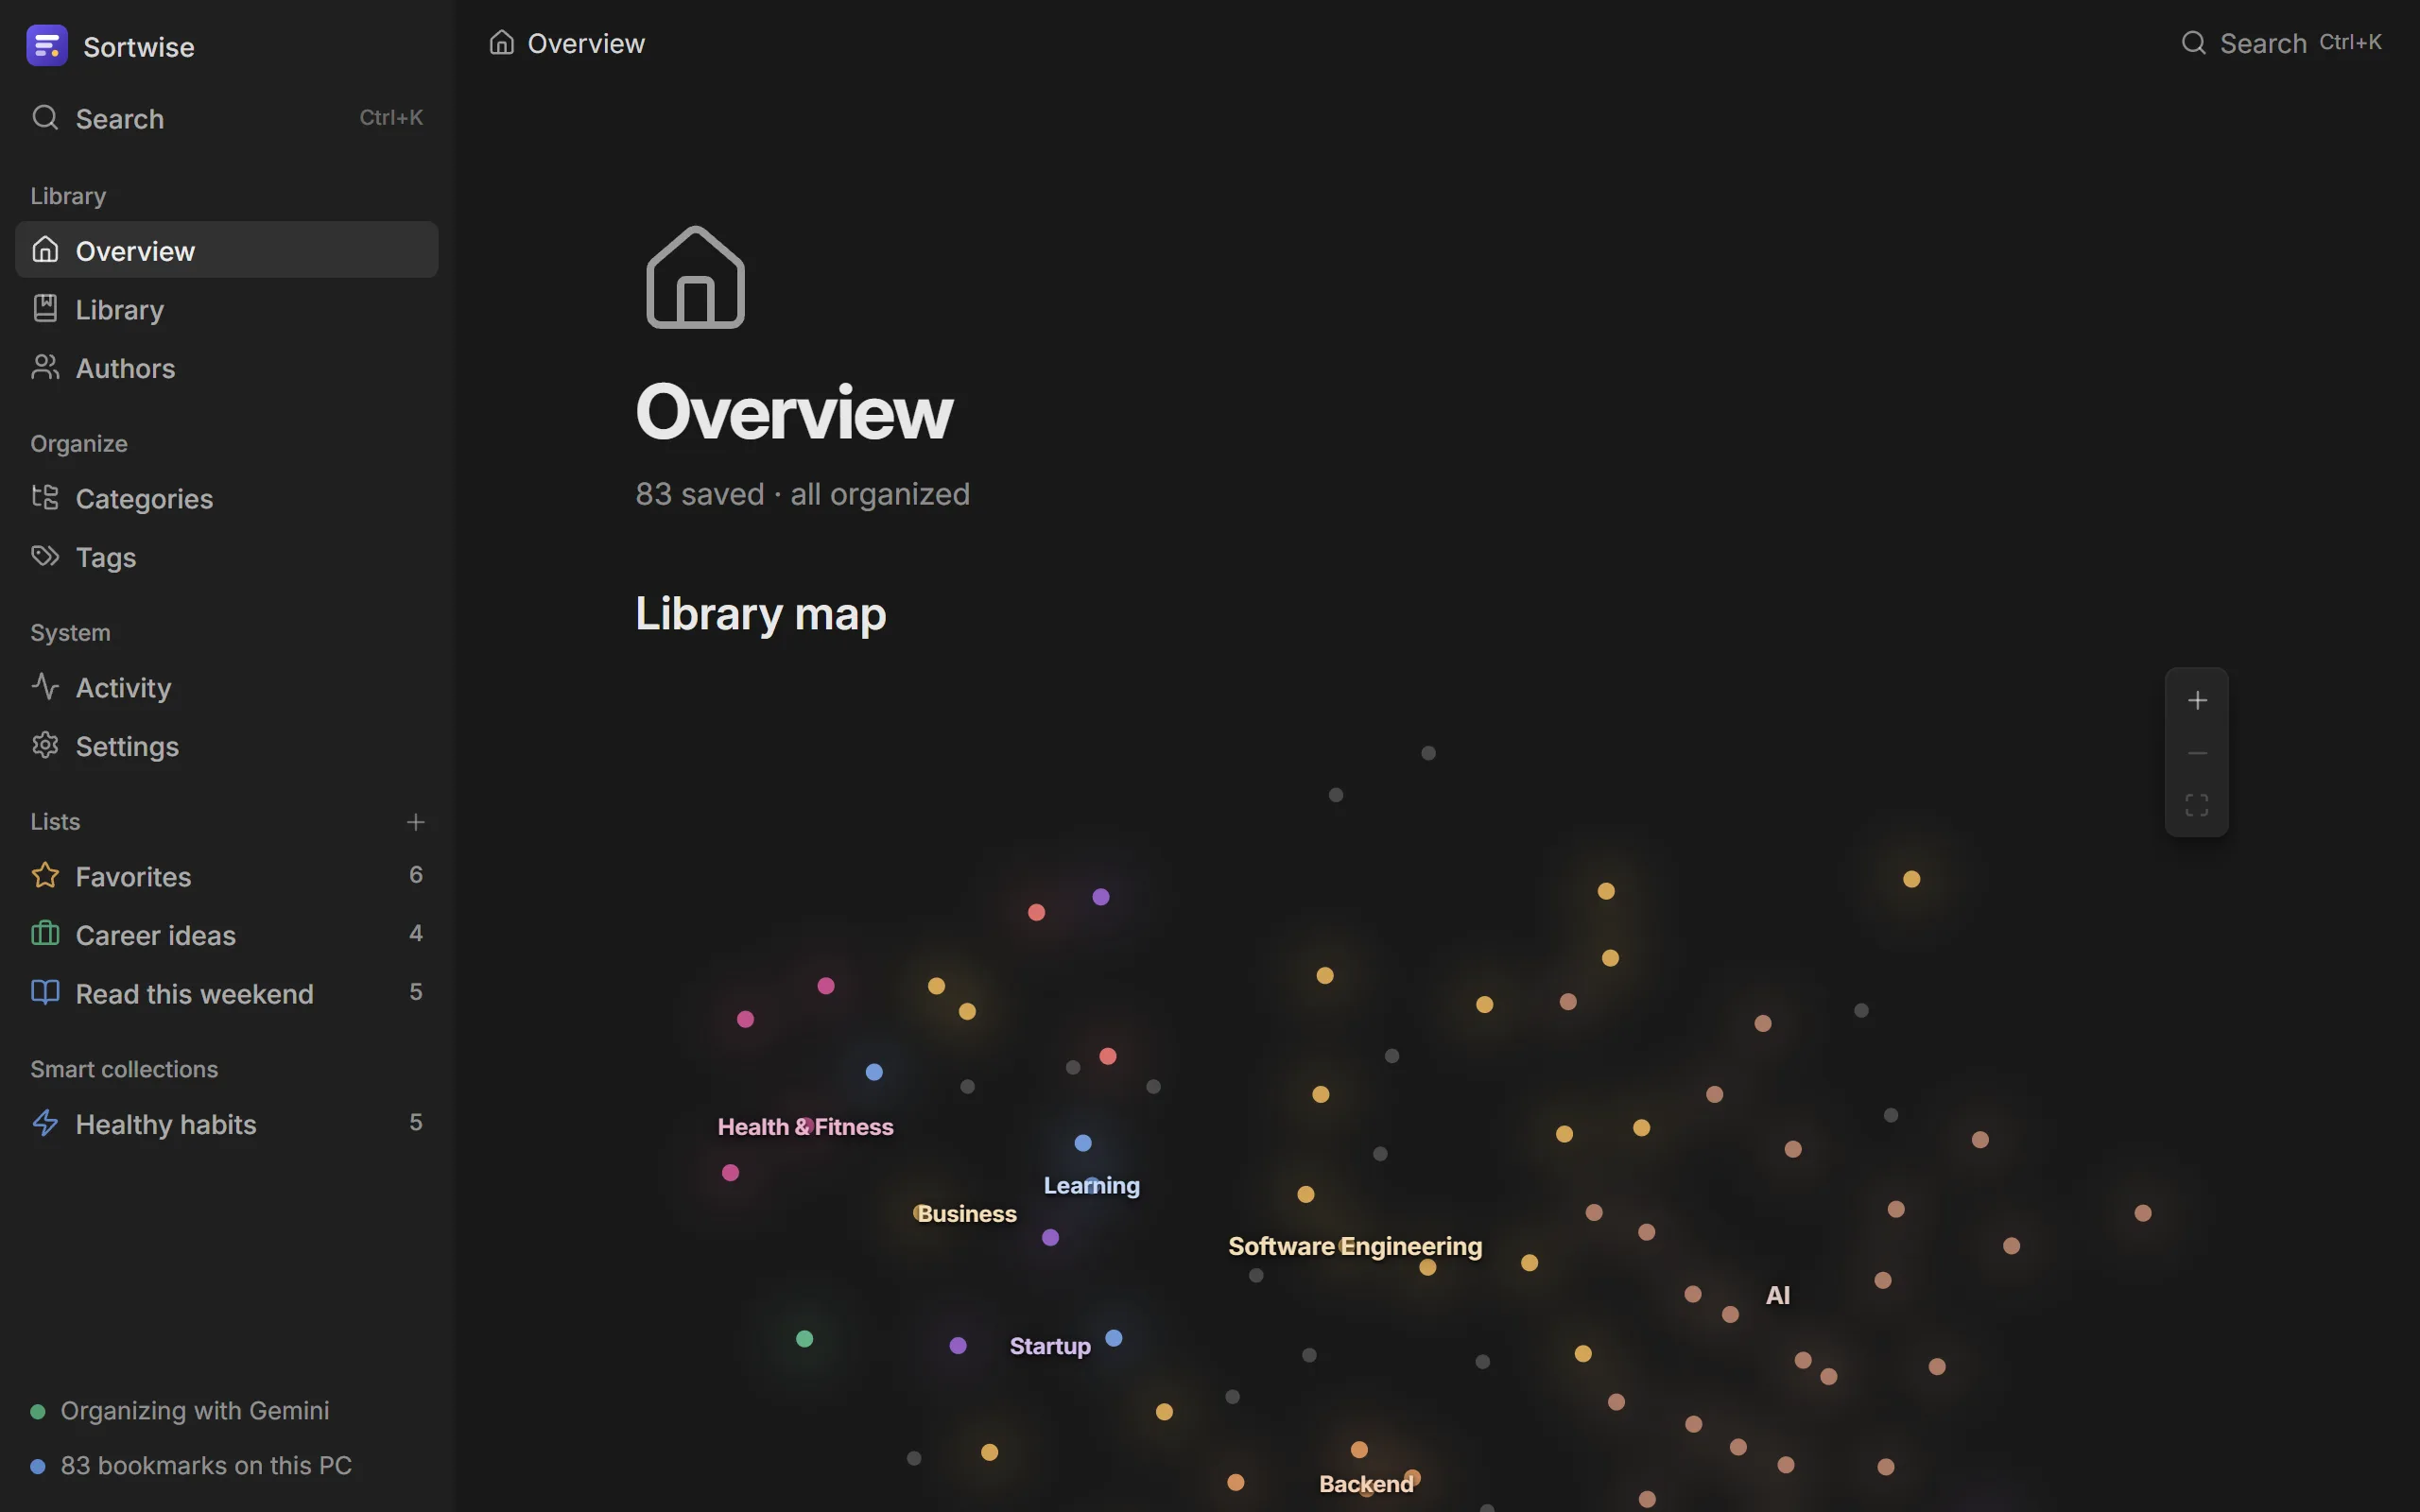 Sortwise
Search Ctrl+K
Library
Overview
Library
Authors
Organize
Categories
Tags
System
Activity
Settings
Lists
Favorites 6
Career ideas 4
Read this weekend 5
Smart collections
Healthy habits 5
Organizing with Gemini
83 bookmarks on this PC
Overview
Search Ctrl+K
Overview
83 saved · all organized
Library map
Health & Fitness
Learning
Business
Software Engineering
AI
Startup
Backend